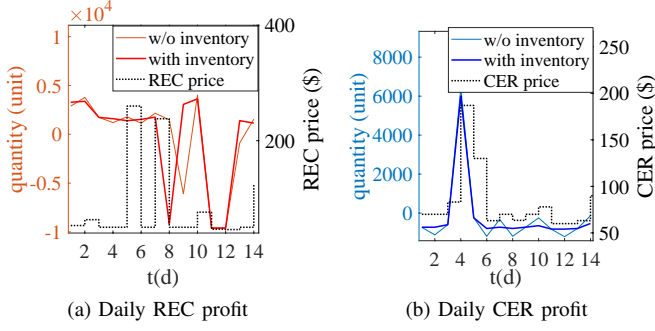 1 ×10⁴
0.5
0
-0.5
-1
quantity (unit)
w/o inventory
with inventory
REC price
400
200
REC price ($)
2 4 6 8 10 12 14
t(d)
(a) Daily REC profit
8000
6000
4000
2000
0
quantity (unit)
w/o inventory
with inventory
CER price
250
200
150
100
50
CER price ($)
2 4 6 8 10 12 14
t(d)
(b) Daily CER profit